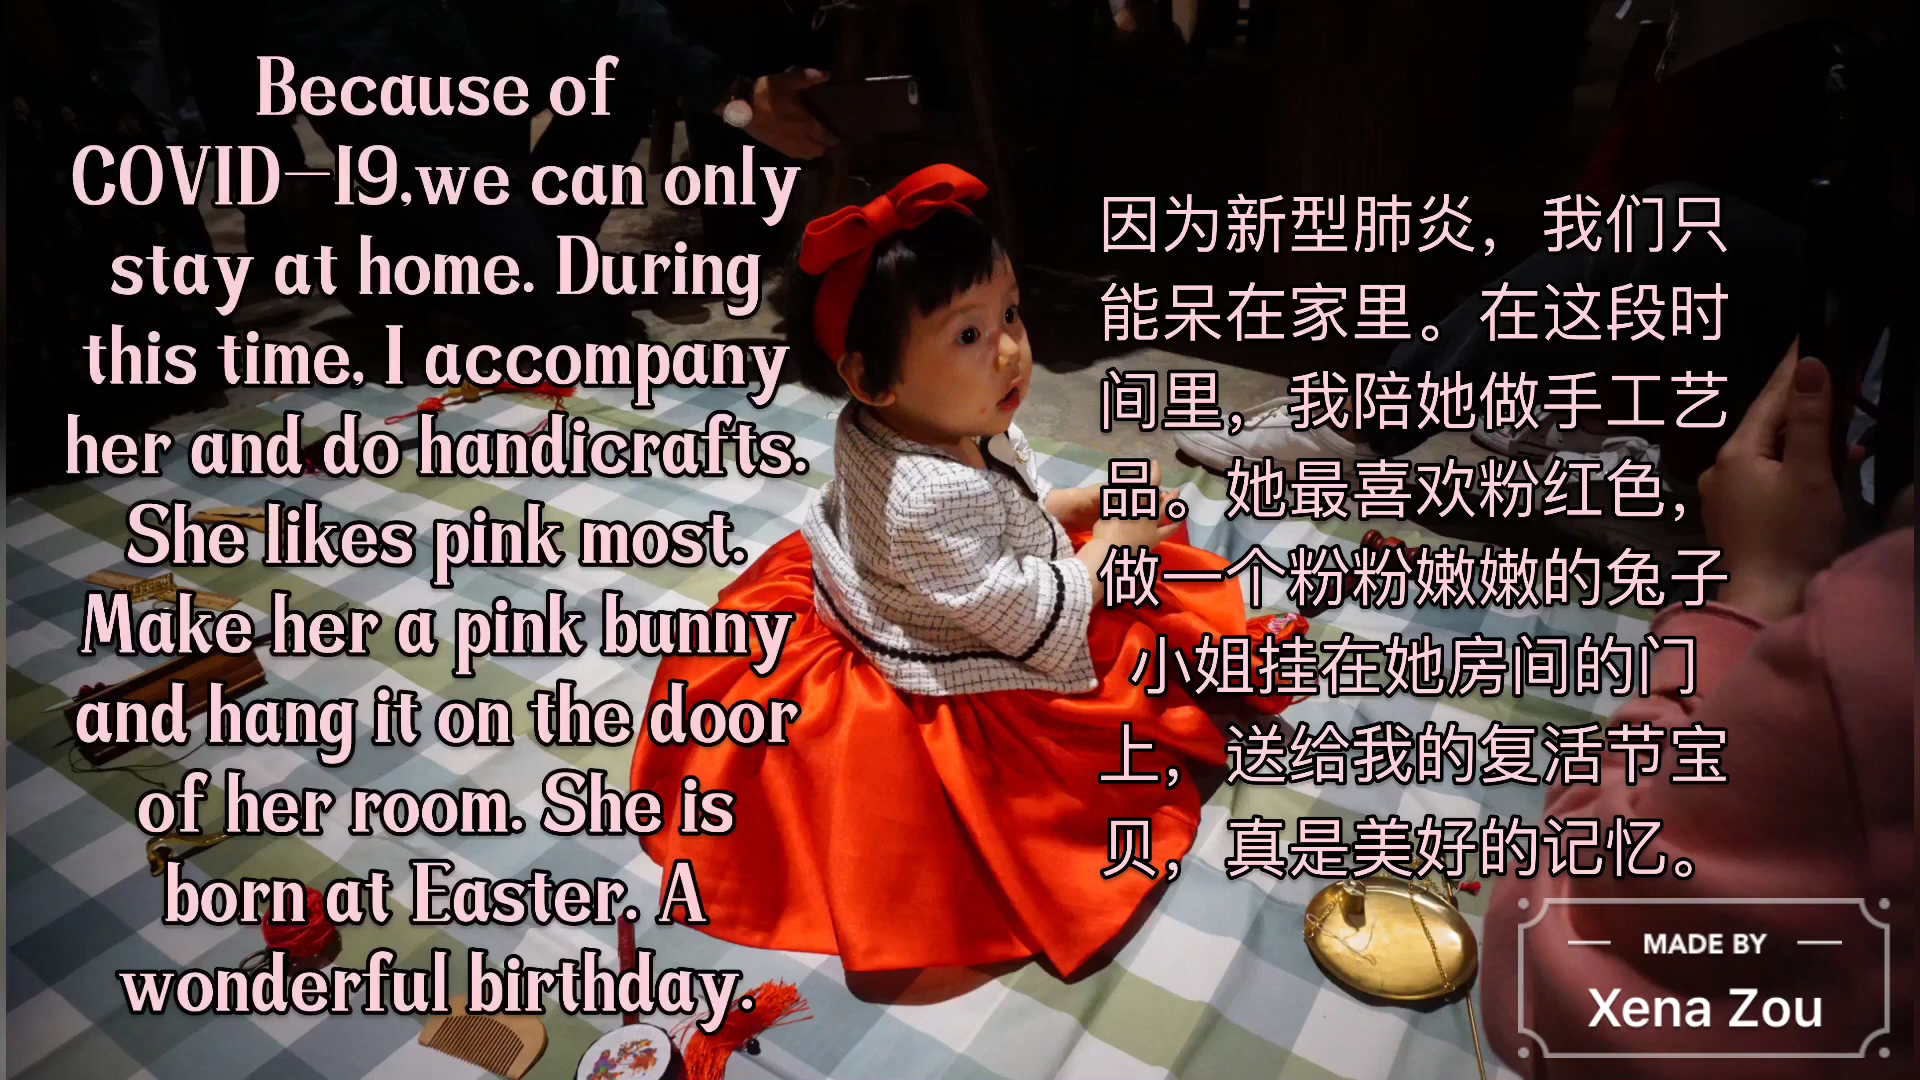 Because of
COVID-19,we can only
stay at home. During
this time, I accompany
her and do handicrafts.
She likes pink most.
Make her a pink bunny
and hang it on the door
of her room. She is
born at Easter. A
wonderful birthday.
因为新型肺炎，我们只
能呆在家里。在这段时
间里，我陪她做手工艺
品。她最喜欢粉红色，
做一个粉粉嫩嫩的兔子
小姐挂在她房间的门
上，送给我的复活节宝
贝，真是美好的记忆。
MADE BY
Xena Zou